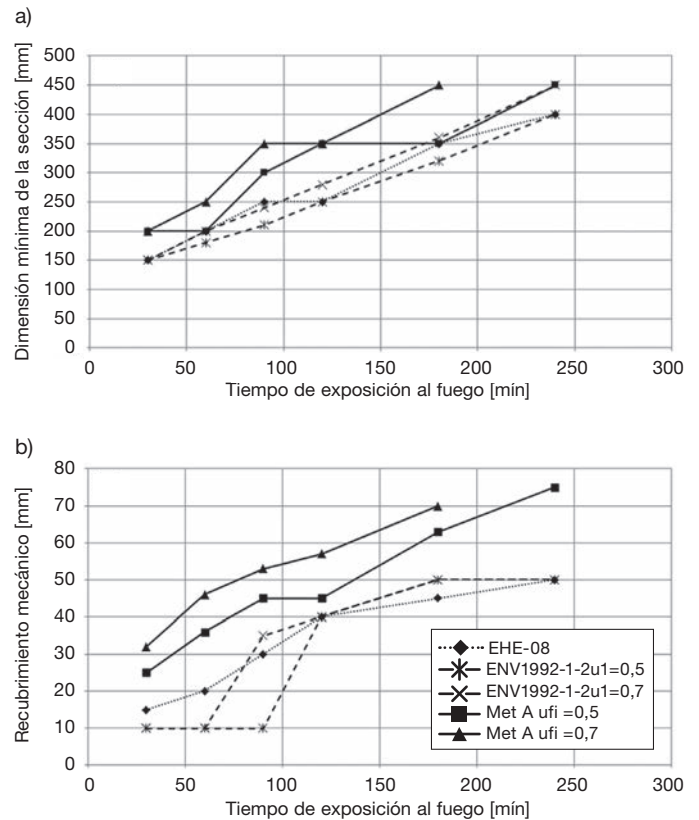 a)
Dimensión mínima de la sección [mm]
500
450
400
350
300
250
200
150
100
50
0
0 50 100 150 200 250 300
Tiempo de exposición al fuego [mín]
b)
Recubrimiento mecánico [mm]
80
70
60
50
40
30
20
10
0
EHE-08
ENV1992-1-2u1=0,5
ENV1992-1-2u1=0,7
Met A ufi =0,5
Met A ufi =0,7
0 50 100 150 200 250 300
Tiempo de exposición al fuego [mín]